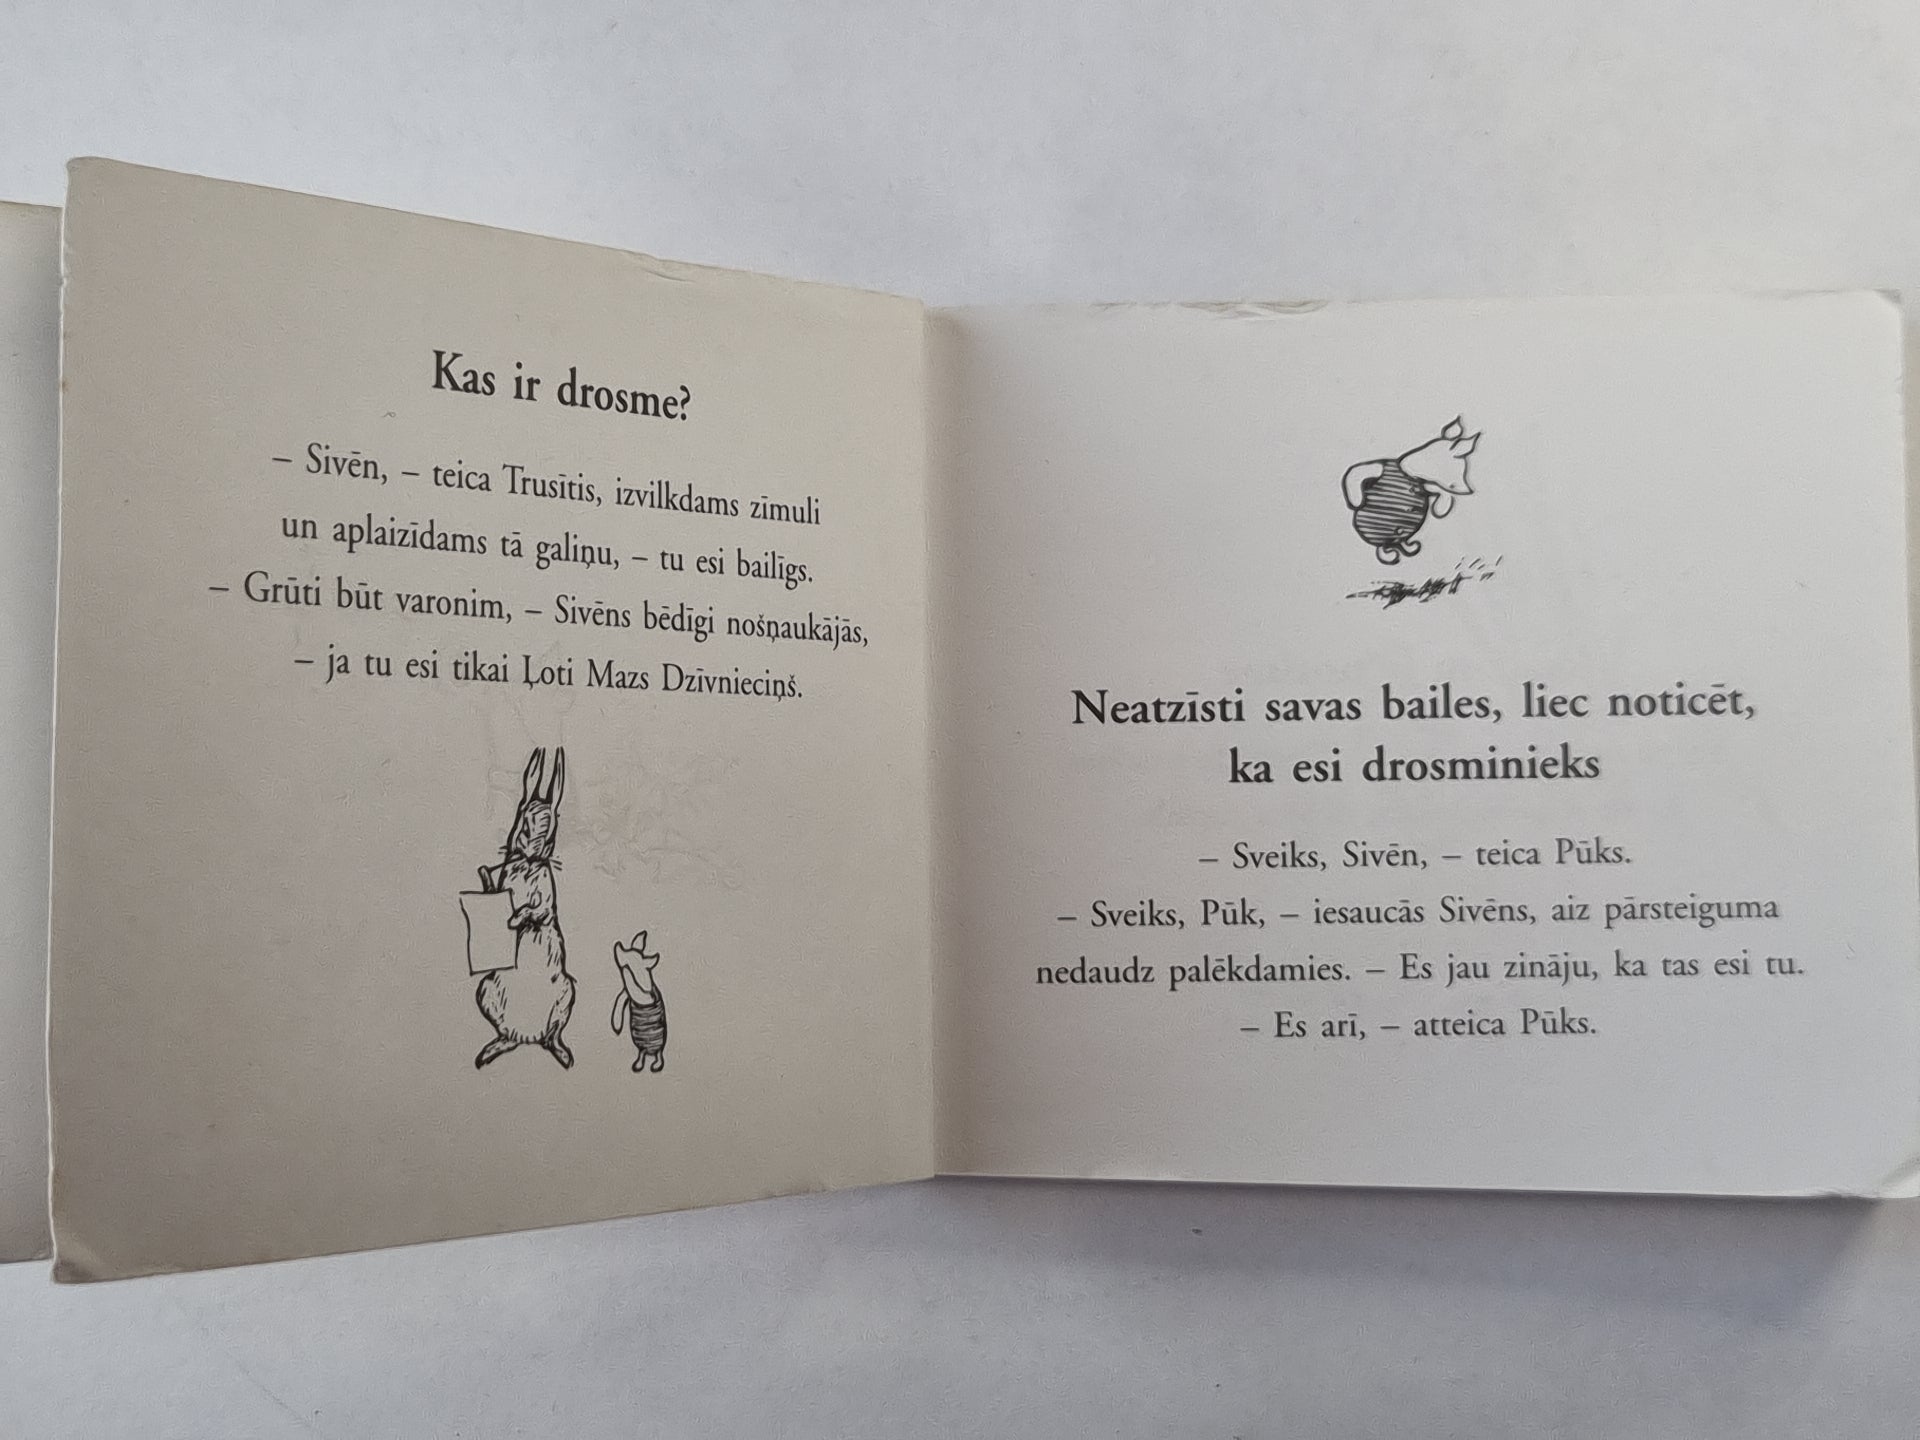 Kas ir drosme?
– Sivēn, – teica Trusītis, izvilkdams zīmuli
un aplaizīdams tā galiņu, – tu esi bailīgs.
– Grūti būt varonim, – Sivēns bēdīgi nošņaukājās,
– ja tu esi tikai Ļoti Mazs Dzīvnieciņš.
Neatzīsti savas bailes, liec noticēt,
ka esi drosminieks
– Sveiks, Sivēn, – teica Pūks.
– Sveiks, Pūk, – iesaucās Sivēns, aiz pārsteiguma
nedaudz palēkdamies. – Es jau zināju, ka tas esi tu.
– Es arī, – atteica Pūks.